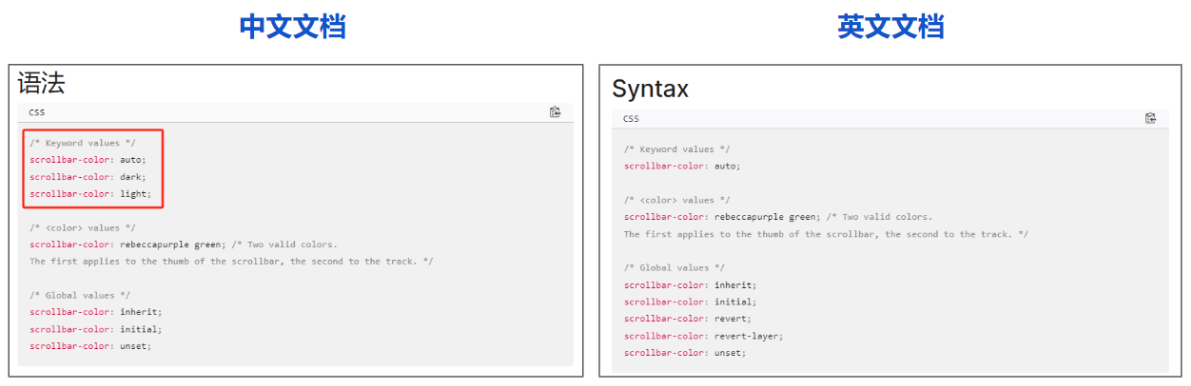 中文文档
语法
CSS
/* Keyword values */
scrollbar-color: auto;
scrollbar-color: dark;
scrollbar-color: light;
/* <color> values */
scrollbar-color: rebeccapurple green; /* Two valid colors.
The first applies to the thumb of the scrollbar, the second to the track. */
/* Global values */
scrollbar-color: inherit;
scrollbar-color: initial;
scrollbar-color: unset;
英文文档
Syntax
CSS
/* Keyword values */
scrollbar-color: auto;
/* <color> values */
scrollbar-color: rebeccapurple green; /* Two valid colors.
The first applies to the thumb of the scrollbar, the second to the track. */
/* Global values */
scrollbar-color: inherit;
scrollbar-color: initial;
scrollbar-color: revert;
scrollbar-color: revert-layer;
scrollbar-color: unset;